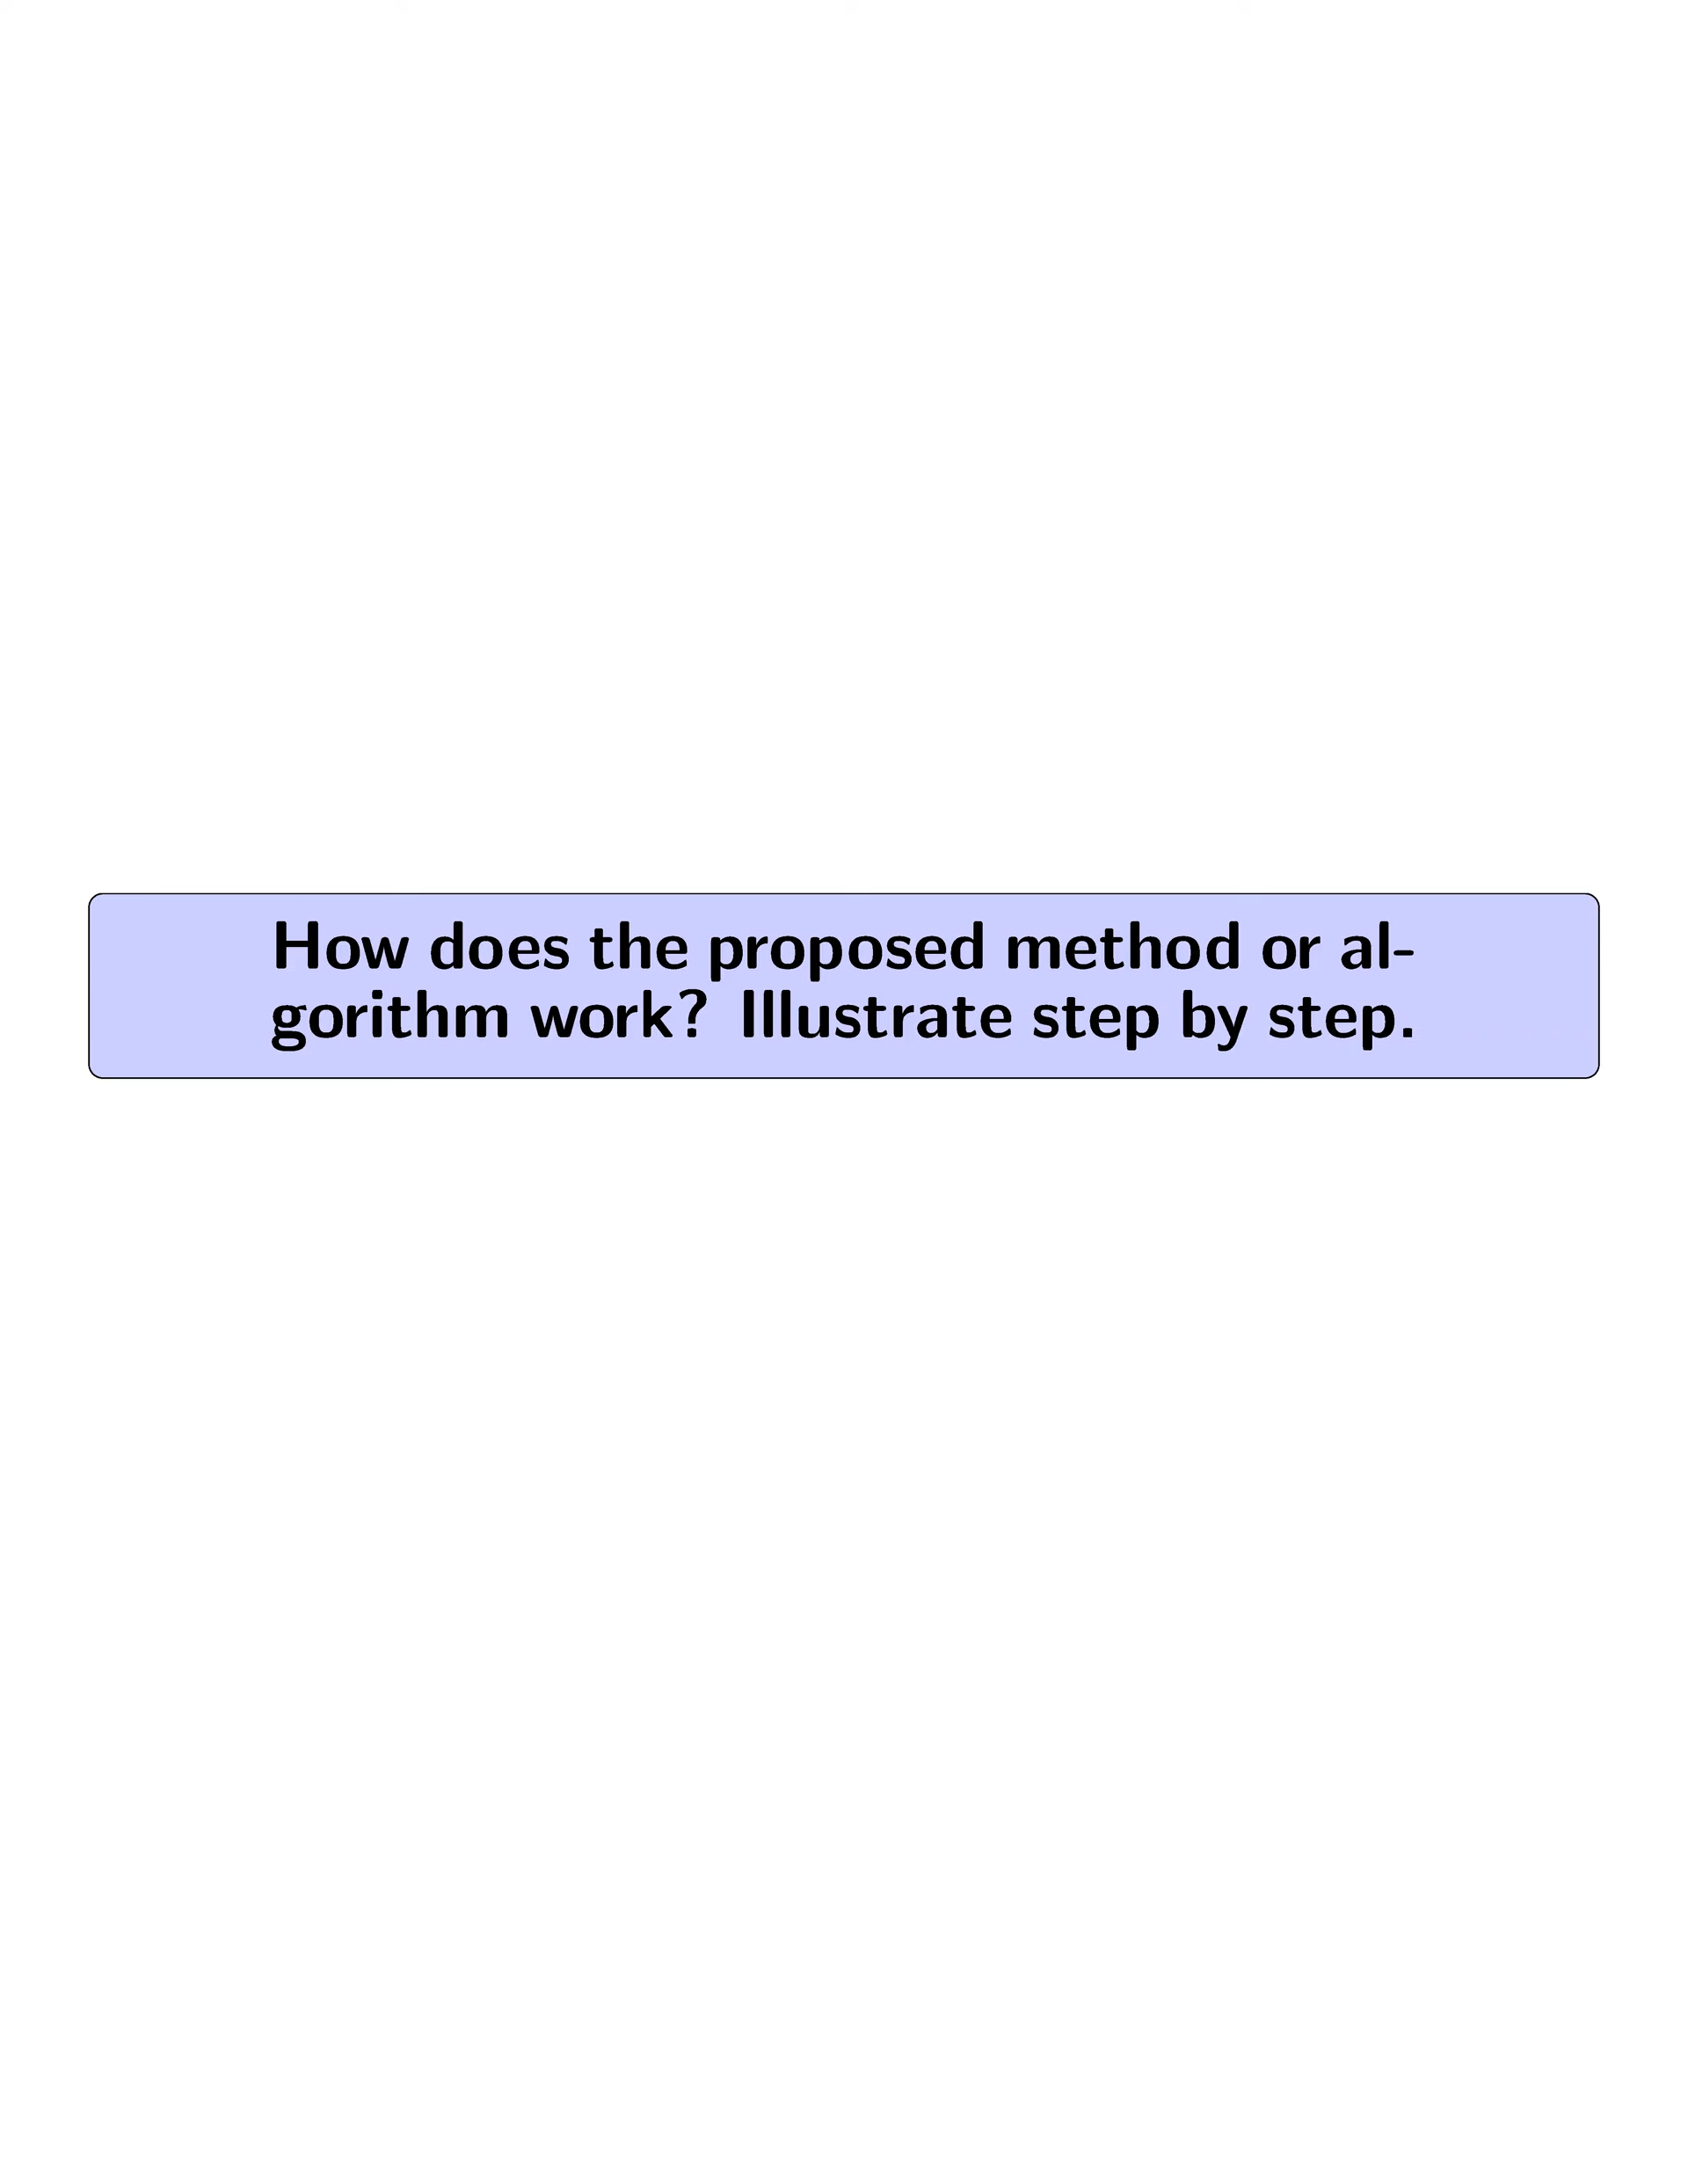 How does the proposed method or al-
gorithm work? Illustrate step by step.